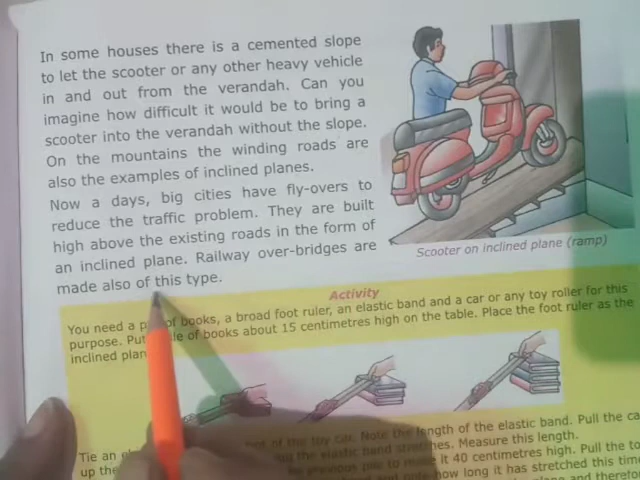 In some houses there is a cemented slope
to let the scooter or any other heavy vehicle
in and out from the verandah. Can you
imagine how difficult it would be to bring a
scooter into the verandah without the slope.
On the mountains the winding roads are
also the examples of inclined planes.
Now a days, big cities have fly-overs to
reduce the traffic problem. They are built
high above the existing roads in the form of
an inclined plane. Railway over-bridges are
made also of this type.
Scooter on inclined plane (ramp)
Activity
You need a of books, a broad foot ruler, an elastic band and a car or any toy roller for this
purpose. Put of books about 15 centimetres high on the table. Place the foot ruler as the
inclined
Tie an of the toy car. Note the length of the elastic band. Pull the
up the the elastic band stretches. Measure this length.
previous pile to make it 40 centimetres high. Pull the
how long it has stretched this
and